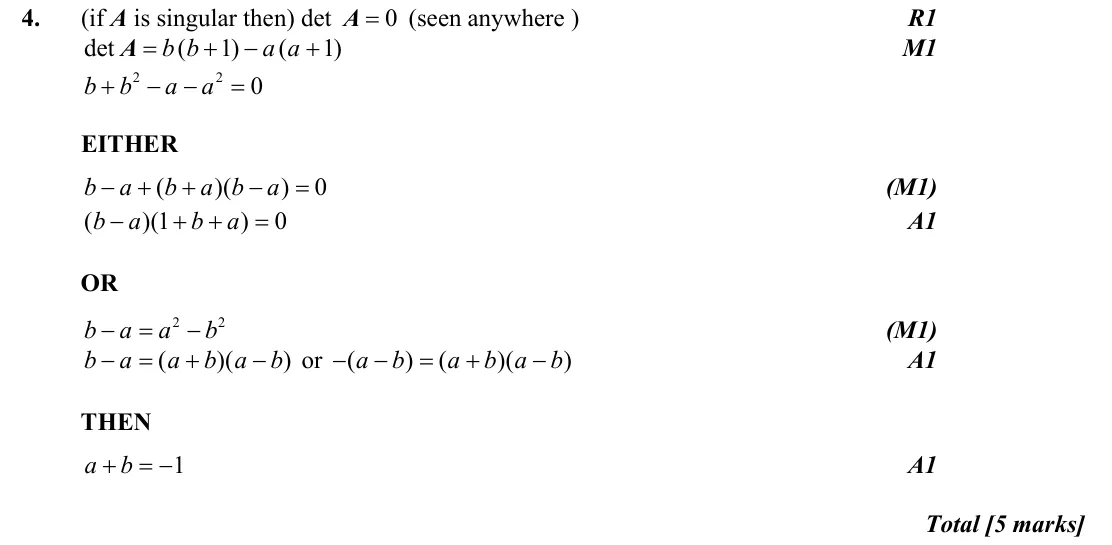 4. (if A is singular then) det A = 0 (seen anywhere ) R1
det A = b(b+1) − a(a+1) M1
b + b² − a − a² = 0
EITHER
b − a + (b + a)(b − a) = 0 (M1)
(b − a)(1 + b + a) = 0 A1
OR
b − a = a² − b² (M1)
b − a = (a + b)(a − b) or −(a − b) = (a + b)(a − b) A1
THEN
a + b = −1 A1
Total [5 marks]